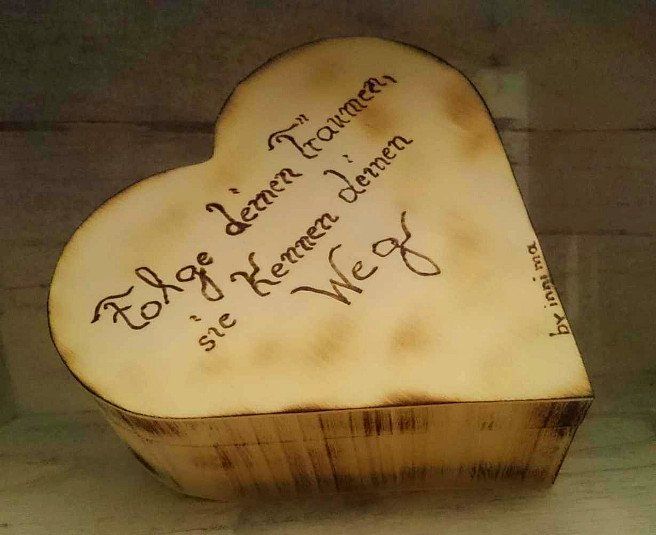 Folge deinen Träumen,
sie Kennen deinen
Weg
by inni ma